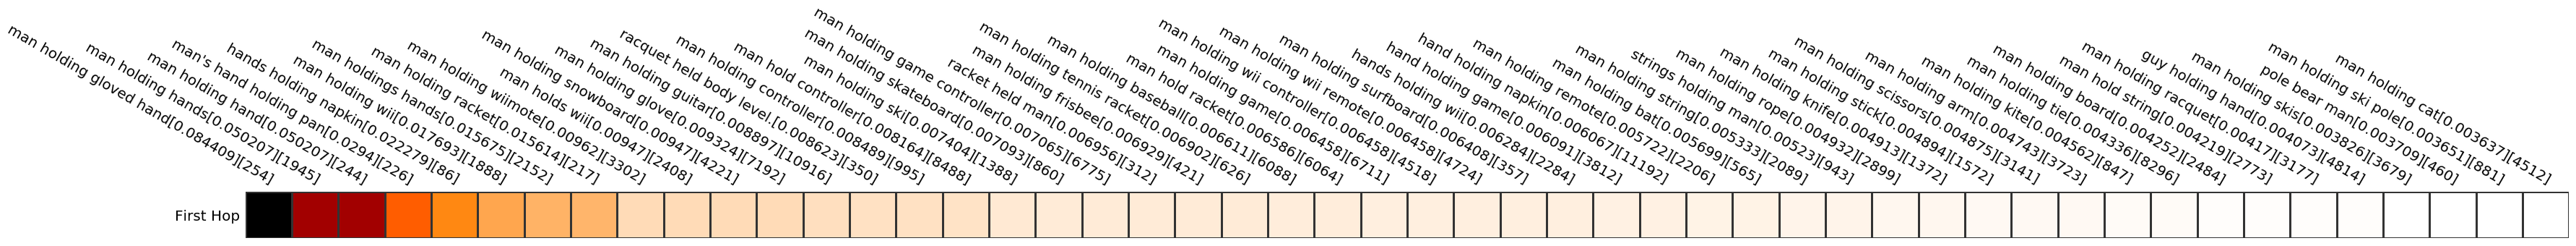 man holding gloved hand[0.084409][254]
man holding hands[0.050207][1945]
man holding hand[0.050207][244]
man's hand holding pan[0.0294][226]
hands holding napkin[0.022279][86]
man holding wii[0.017693][1888]
man holdings hands[0.015675][2152]
man holding racket[0.015614][217]
man holding wiimote[0.00962][302]
man holds wii[0.00947][2408]
man holding snowboard[0.00947][421]
man holding glove[0.009324][7192]
man holding guitar[0.008897][10916]
racquet held body level.[0.008623][350]
man holding controller[0.008489][995]
man hold controller[0.008164][488]
man holding ski[0.007404][1388]
man holding skateboard[0.007093][860]
man holding game controller[0.007065][6775]
racket held man[0.006956][312]
man holding frisbee[0.006929][421]
man holding tennis racket[0.006902][626]
man holding baseball[0.006611][6088]
man hold racket[0.006586][6064]
man holding game[0.006458][6711]
man holding wii controller[0.006458][4518]
man holding wii remote[0.006458][4724]
man holding surfboard[0.006408][357]
hands holding wii[0.006284][2284]
hand holding game[0.006091][3812]
hand holding napkin[0.006067][1192]
man holding remote[0.005722][2206]
man holding bat[0.005699][565]
man holding string[0.005333][2089]
strings holding man[0.00523][943]
man holding rope[0.004932][2899]
man holding knife[0.004913][1372]
man holding stick[0.004894][1572]
man holding scissors[0.004875][3141]
man holding arm[0.004743][3723]
man holding kite[0.004562][847]
man holding tie[0.004336][8296]
man holding board[0.004252][2484]
man hold string[0.004219][2773]
man holding racquet[0.00417][3177]
guy holding hand[0.004073][4814]
man holding skis[0.003826][3679]
pole bear man[0.003709][460]
man holding ski pole[0.003651][881]
man holding cat[0.003637][4512]
First Hop